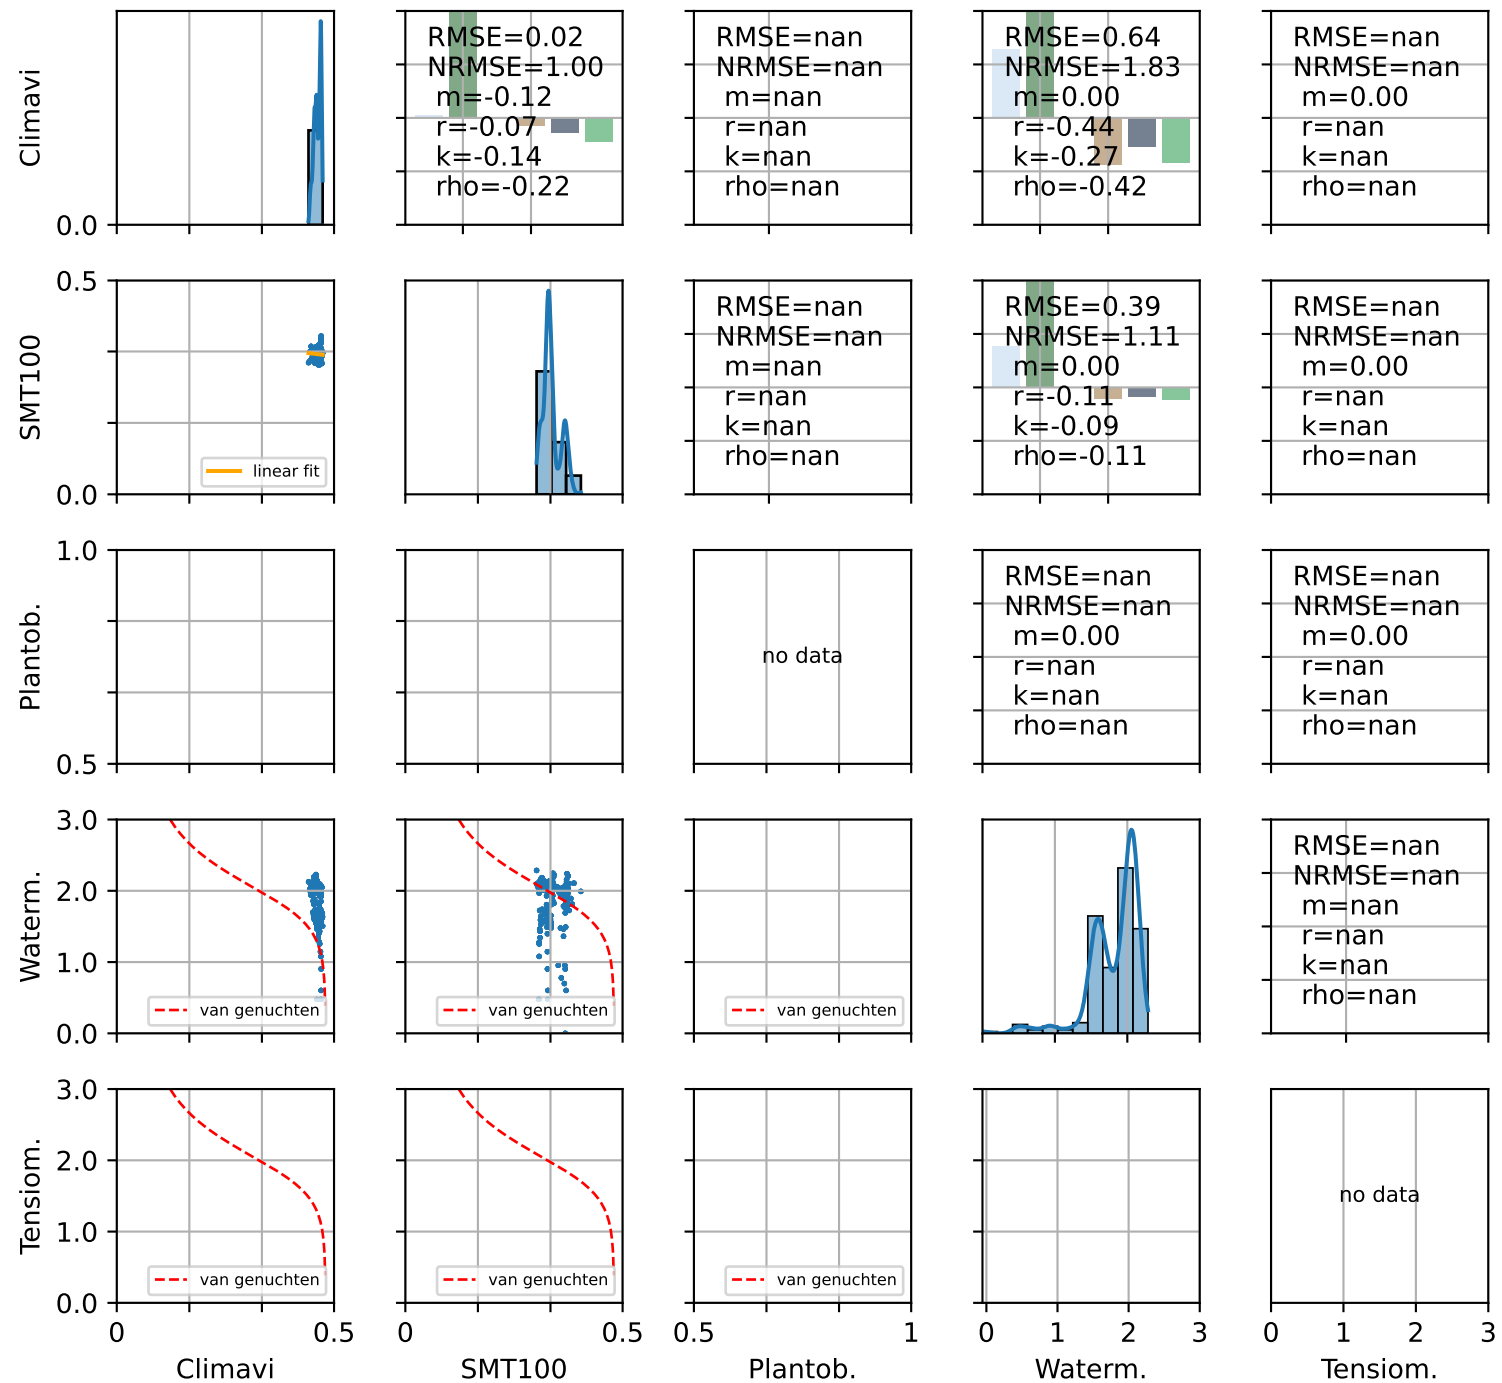 Climavi
0.0
RMSE=0.02
NRMSE=1.00
m=-0.12
r=-0.07
k=-0.14
rho=-0.22
RMSE=nan
NRMSE=nan
m=nan
r=nan
k=nan
rho=nan
RMSE=0.64
NRMSE=1.83
m=0.00
r=-0.44
k=-0.27
rho=-0.42
RMSE=nan
NRMSE=nan
m=0.00
r=nan
k=nan
rho=nan
SMT100
0.5
0.0
linear fit
RMSE=nan
NRMSE=nan
m=nan
r=nan
k=nan
rho=nan
RMSE=0.39
NRMSE=1.11
m=0.00
r=-0.11
k=-0.09
rho=-0.11
RMSE=nan
NRMSE=nan
m=0.00
r=nan
k=nan
rho=nan
Plantob.
1.0
0.5
no data
RMSE=nan
NRMSE=nan
m=0.00
r=nan
k=nan
rho=nan
RMSE=nan
NRMSE=nan
m=0.00
r=nan
k=nan
rho=nan
Waterm.
3.0
2.0
1.0
0.0
van genuchten
van genuchten
van genuchten
RMSE=nan
NRMSE=nan
m=nan
r=nan
k=nan
rho=nan
Tensiom.
3.0
2.0
1.0
0.0
van genuchten
van genuchten
van genuchten
no data
0 0.5
0 0.5
0.5 1
0 1 2 3
0 1 2 3
Climavi
SMT100
Plantob.
Waterm.
Tensiom.